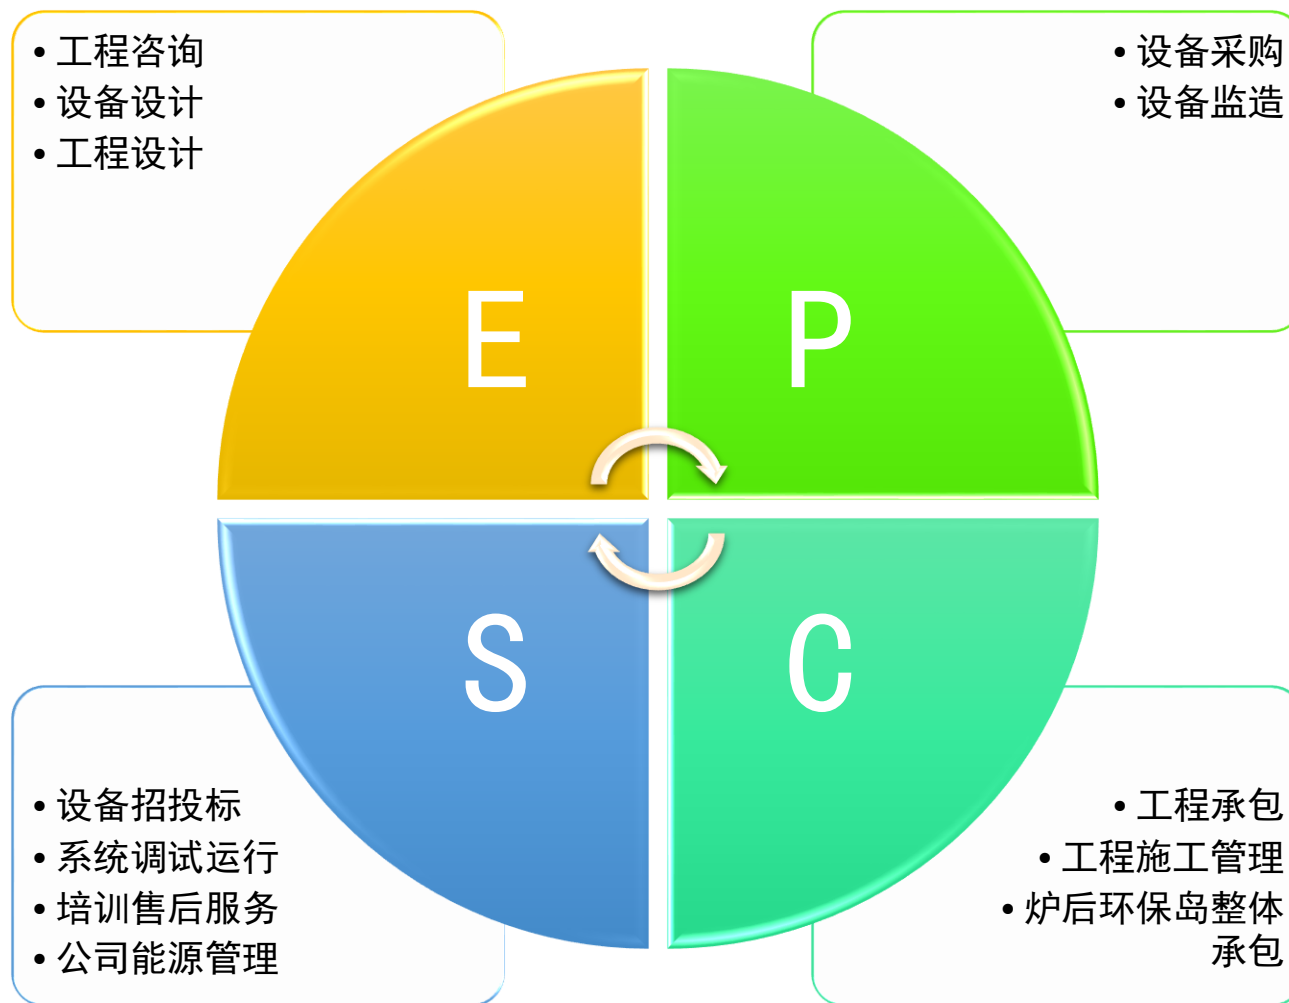 • 工程咨询
• 设备设计
• 工程设计
• 设备采购
• 设备监造
E
P
S
C
• 设备招投标
• 系统调试运行
• 培训售后服务
• 公司能源管理
• 工程承包
• 工程施工管理
• 炉后环保岛整体
承包